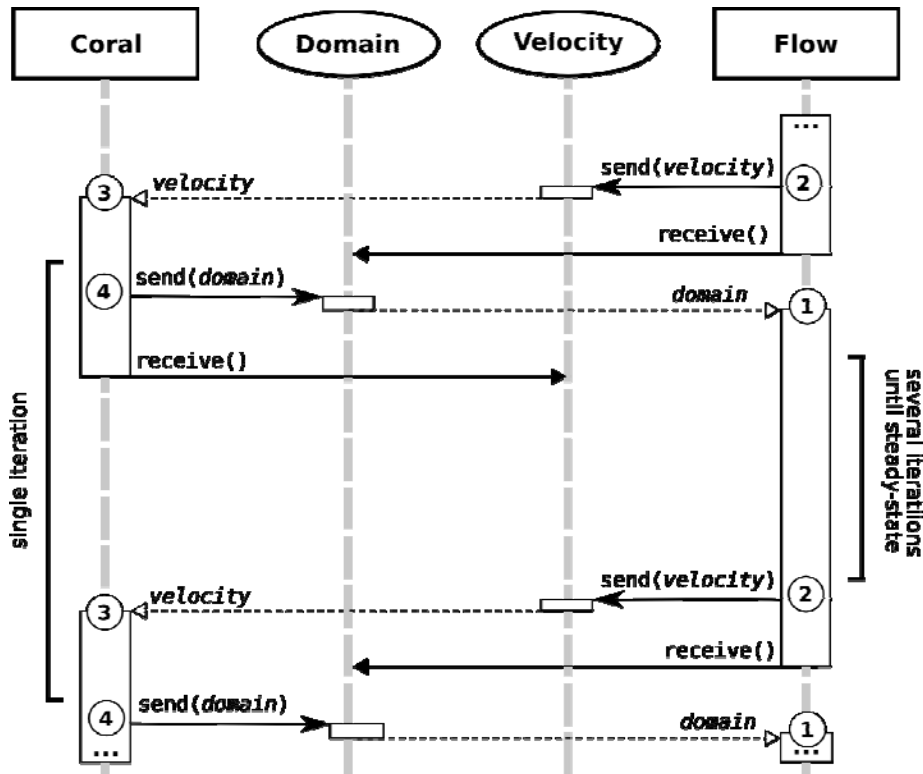 Coral
Domain
Velocity
Flow
...
send(velocity)
2
velocity
3
receive()
4
send(domain)
domain
1
receive()
single iteration
several iterations
until steady-state
send(velocity)
2
velocity
3
receive()
4
send(domain)
domain
1
...
...